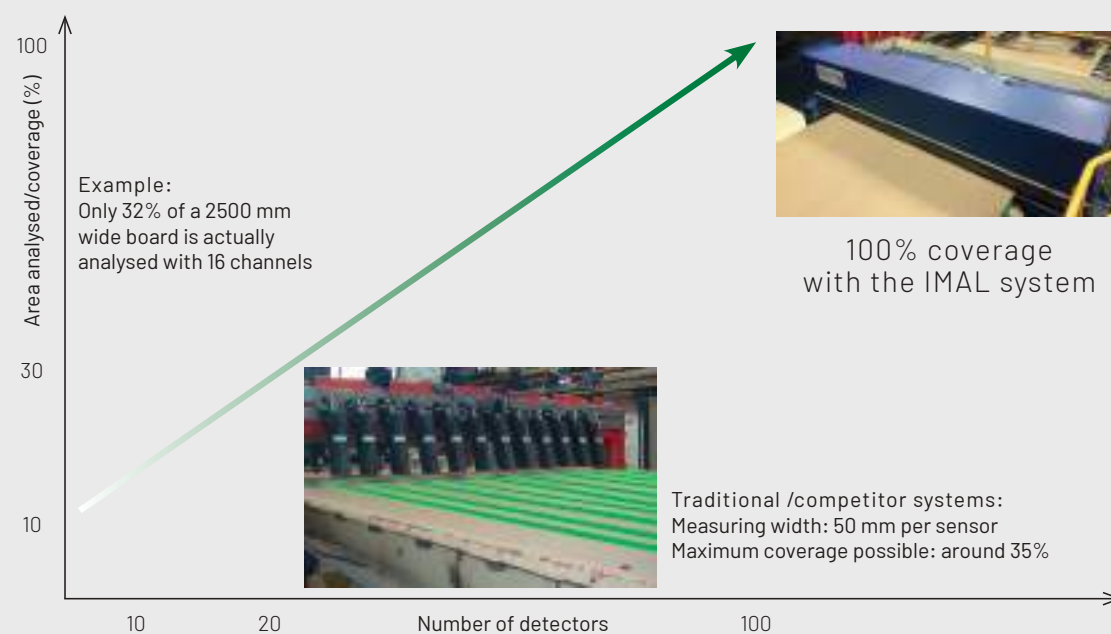 100
Area analysed/coverage (%)
Example:
Only 32% of a 2500 mm
wide board is actually
analysed with 16 channels
100% coverage
with the IMAL system
30
10
Traditional /competitor systems:
Measuring width: 50 mm per sensor
Maximum coverage possible: around 35%
10
20
Number of detectors
100